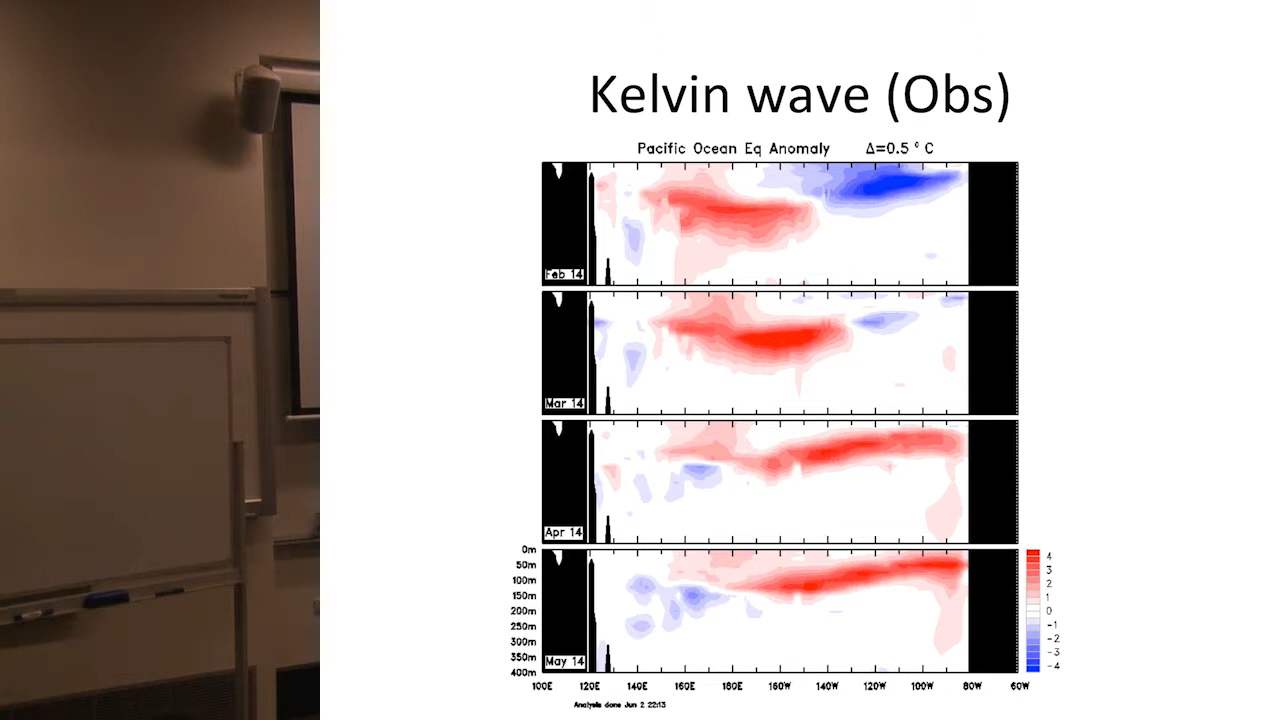 Kelvin wave (Obs)
Pacific Ocean Eq Anomaly Δ=0.5 ° C
Feb 14
Mar 14
Apr 14
May 14
0m
50m
100m
150m
200m
250m
300m
350m
400m
4
3
2
1
0
-1
-2
-3
-4
100E 120E 140E 160E 180E 160W 140W 120W 100W 80W 60W
Analysis done Jun 2 22:13